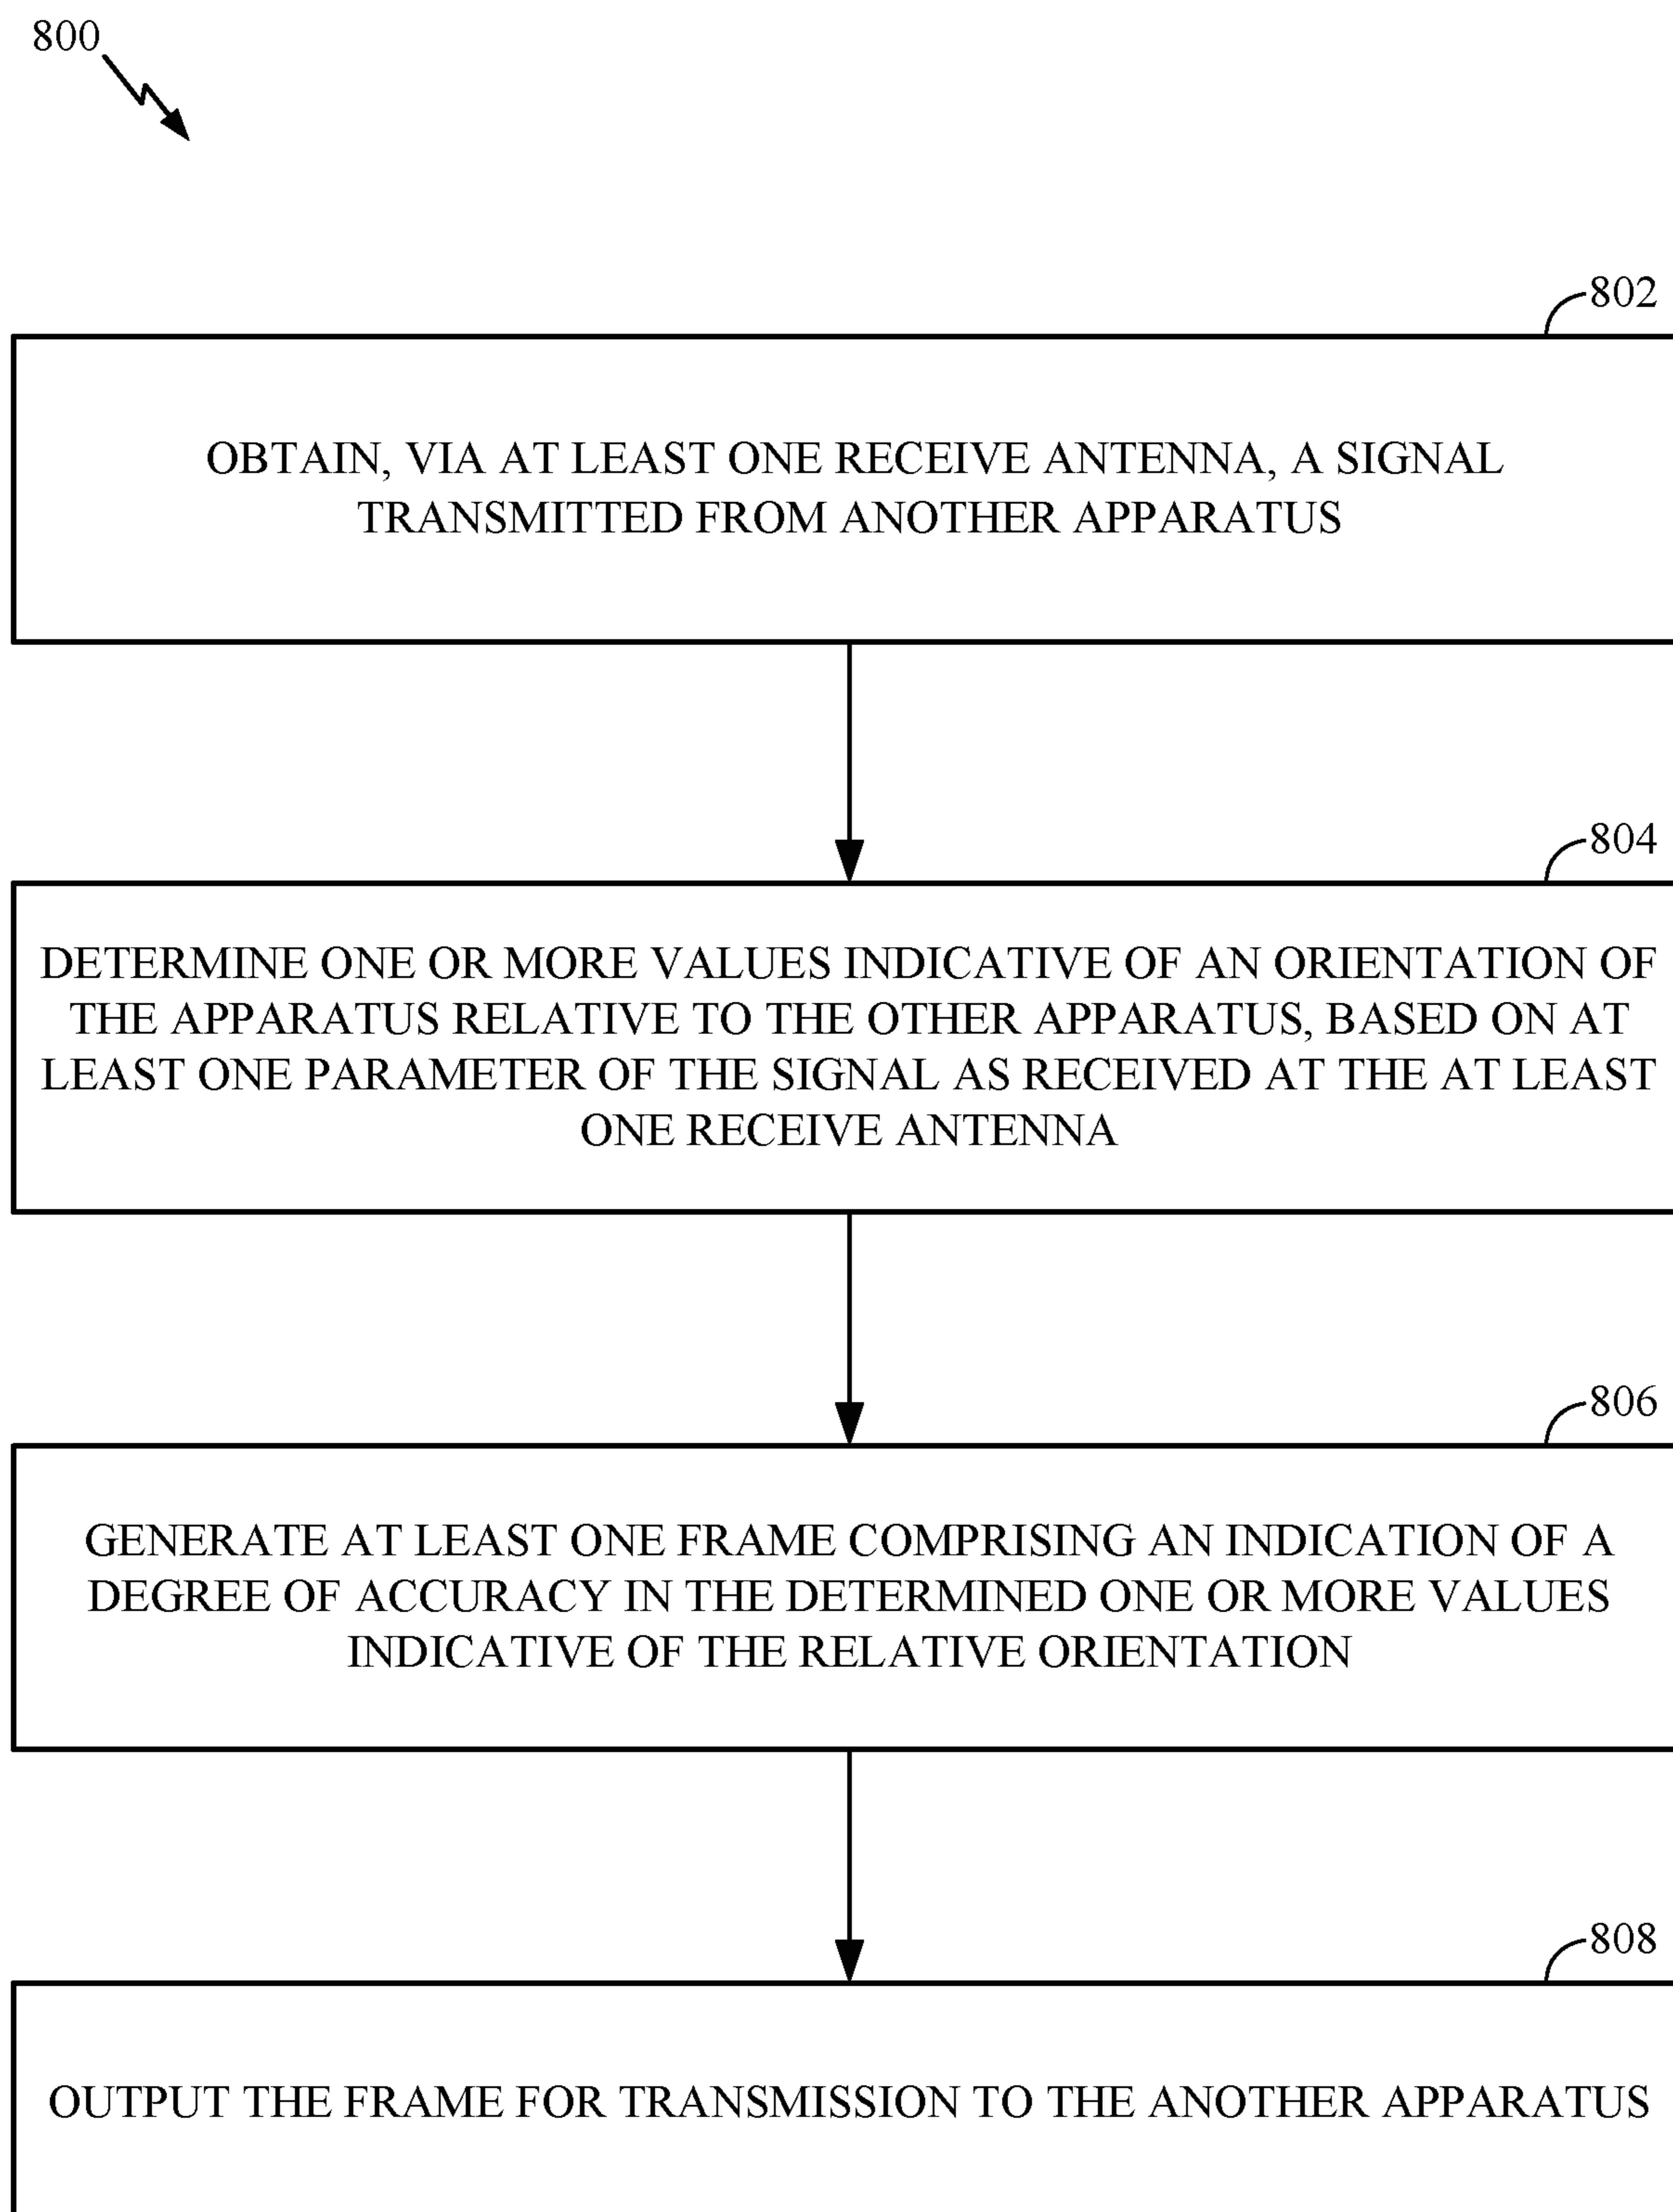 800
802
OBTAIN, VIA AT LEAST ONE RECEIVE ANTENNA, A SIGNAL
TRANSMITTED FROM ANOTHER APPARATUS
804
DETERMINE ONE OR MORE VALUES INDICATIVE OF AN ORIENTATION OF
THE APPARATUS RELATIVE TO THE OTHER APPARATUS, BASED ON AT
LEAST ONE PARAMETER OF THE SIGNAL AS RECEIVED AT THE AT LEAST
ONE RECEIVE ANTENNA
806
GENERATE AT LEAST ONE FRAME COMPRISING AN INDICATION OF A
DEGREE OF ACCURACY IN THE DETERMINED ONE OR MORE VALUES
INDICATIVE OF THE RELATIVE ORIENTATION
808
OUTPUT THE FRAME FOR TRANSMISSION TO THE ANOTHER APPARATUS